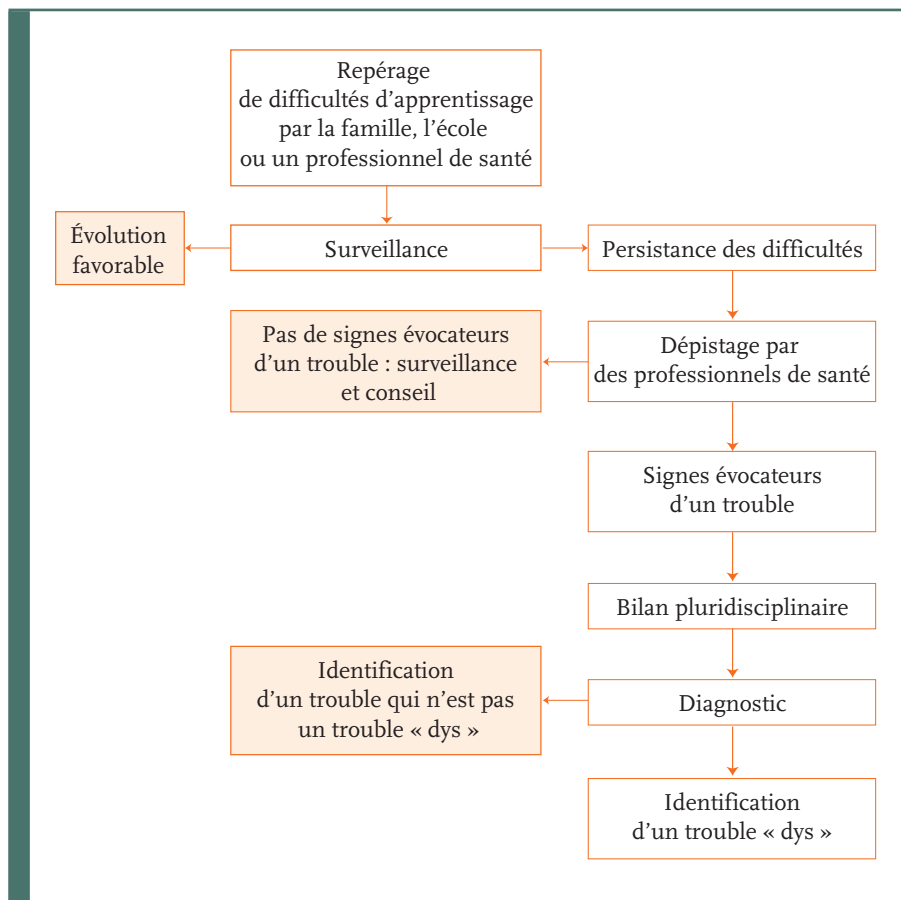 Repérage
de difficultés d'apprentissage
par la famille, l'école
ou un professionnel de santé
Évolution
favorable
Surveillance
Persistance des difficultés
Pas de signes évocateurs
d'un trouble : surveillance
et conseil
Dépistage par
des professionnels de santé
Signes évocateurs
d'un trouble
Bilan pluridisciplinaire
Identification
d'un trouble qui n'est pas
un trouble « dys »
Diagnostic
Identification
d'un trouble « dys »